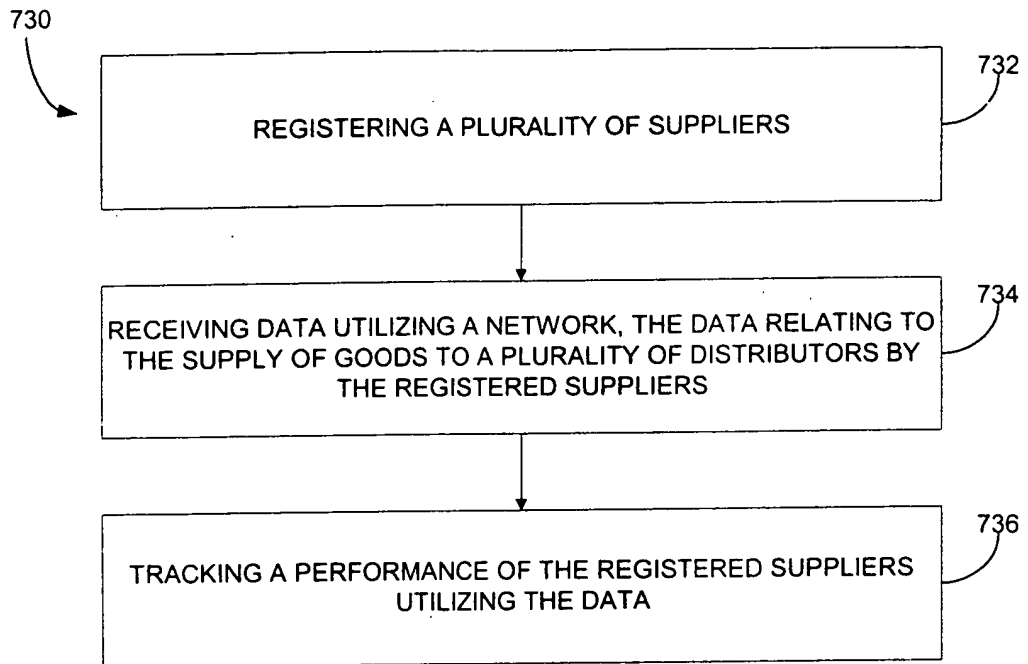 730
732
REGISTERING A PLURALITY OF SUPPLIERS
734
RECEIVING DATA UTILIZING A NETWORK, THE DATA RELATING TO
THE SUPPLY OF GOODS TO A PLURALITY OF DISTRIBUTORS BY
THE REGISTERED SUPPLIERS
736
TRACKING A PERFORMANCE OF THE REGISTERED SUPPLIERS
UTILIZING THE DATA